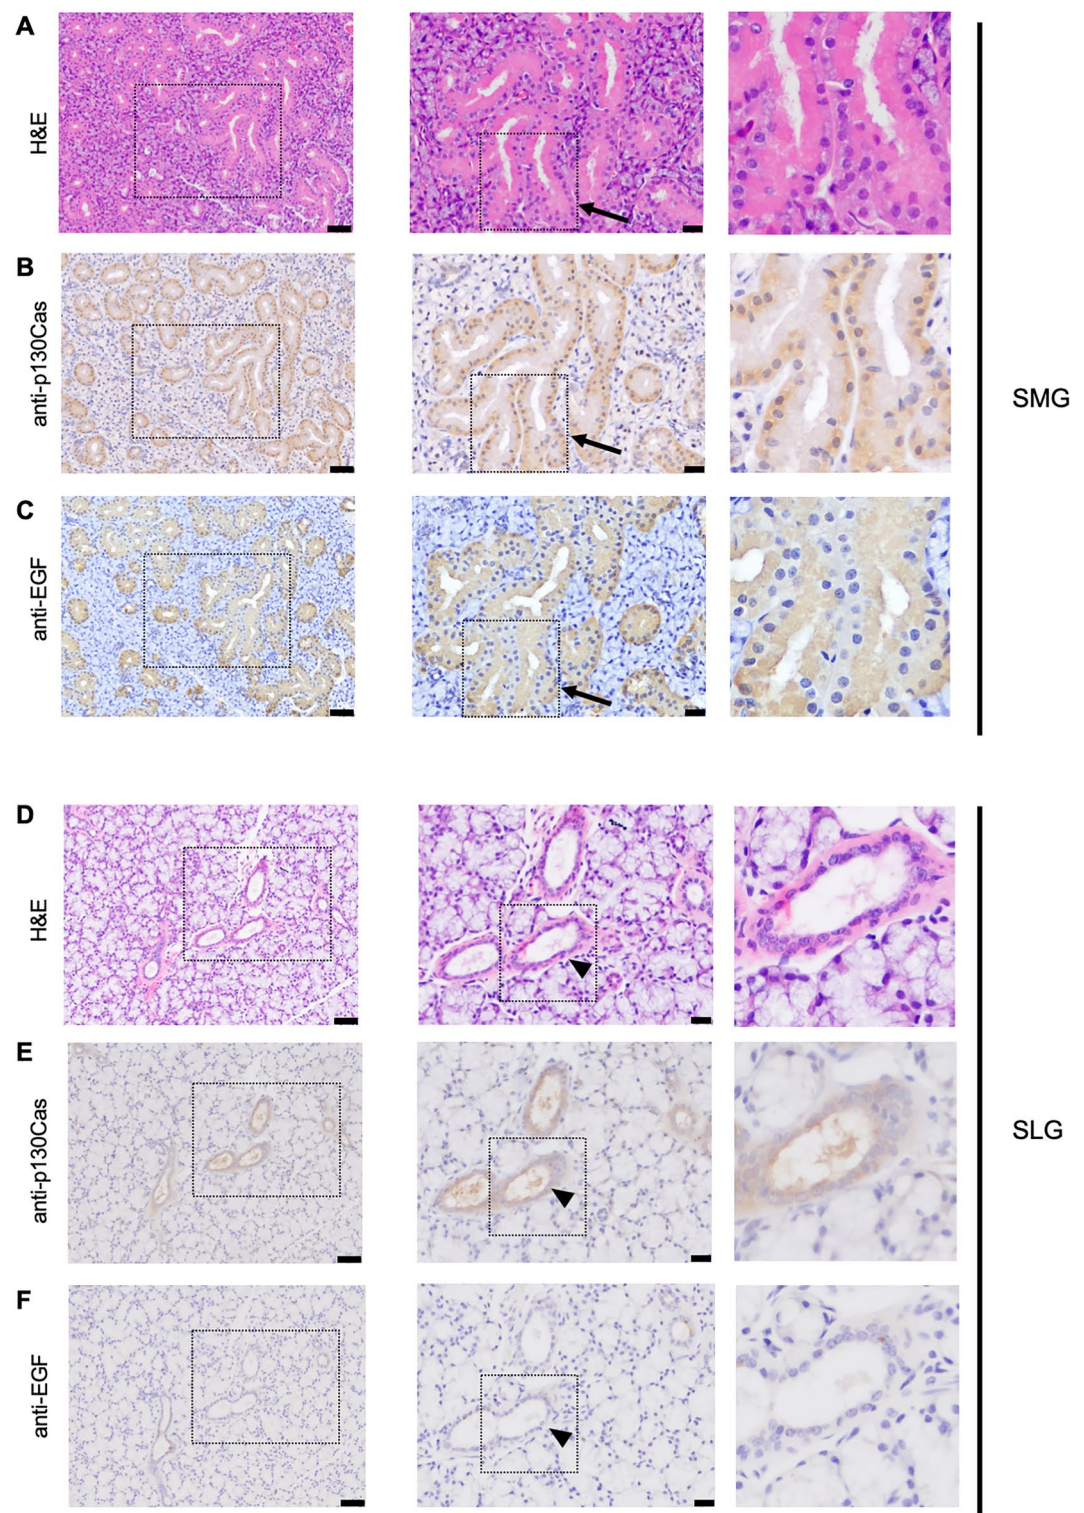 A
H&E
B
anti-p130Cas
SMG
C
anti-EGF
D
H&E
E
anti-p130Cas
SLG
F
anti-EGF